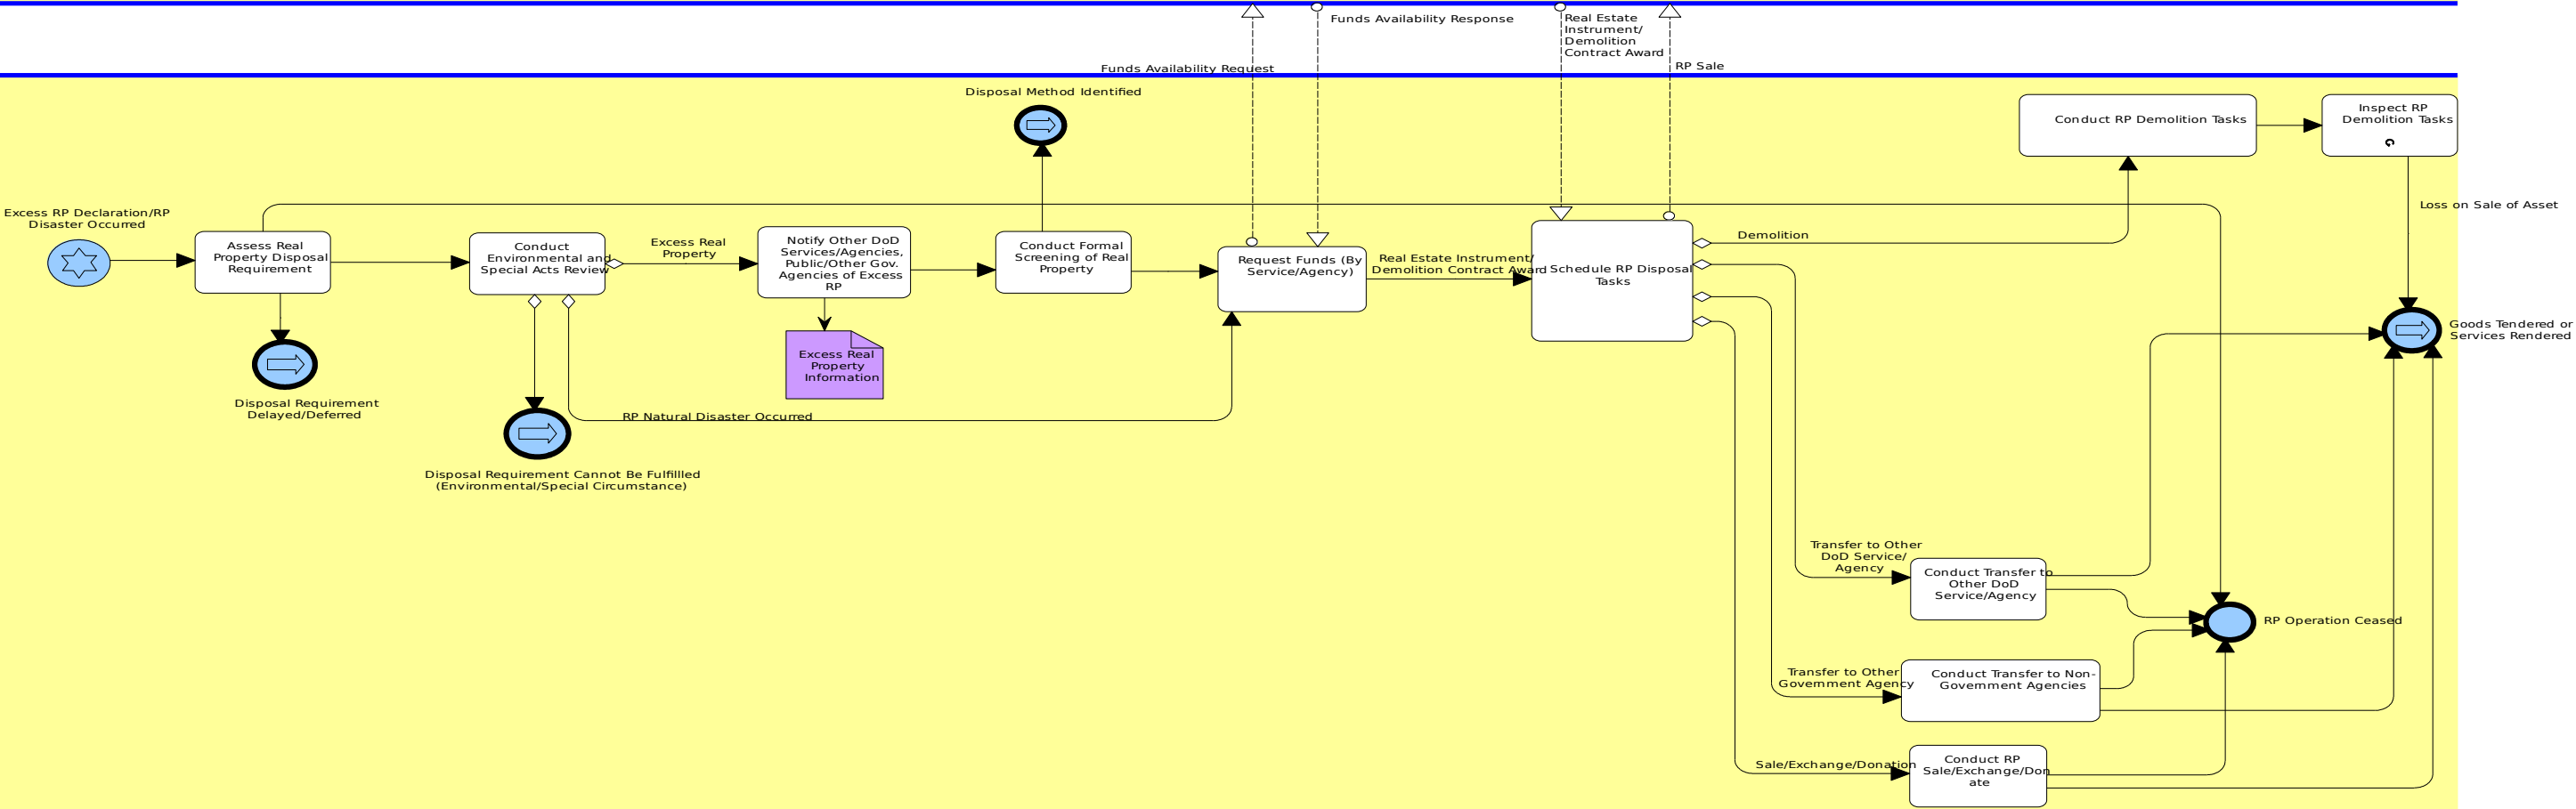 Funds Availability Response
Real Estate
Instrument/
Demolition
Contract Award
Funds Availability Request
RP Sale
Disposal Method Identified
Conduct RP Demolition Tasks
Inspect RP
Demolition Tasks
Excess RP Declaration/RP
Disaster Occurred
Loss on Sale of Asset
Assess Real
Property Disposal
Requirement
Conduct
Environmental and
Special Acts Review
Excess Real
Property
Notify Other DoD
Services/Agencies,
Public/Other Gov.
Agencies of Excess
RP
Conduct Formal
Screening of Real
Property
Request Funds (By
Service/Agency)
Real Estate Instrument/
Demolition Contract Award
Schedule RP Disposal
Tasks
Demolition
Goods Tendered or
Services Rendered
Excess Real
Property
Information
Disposal Requirement
Delayed/Deferred
RP Natural Disaster Occurred
Disposal Requirement Cannot Be Fulfillled
(Environmental/Special Circumstance)
Transfer to Other
DoD Service/
Agency
Conduct Transfer to
Other DoD
Service/Agency
RP Operation Ceased
Transfer to Other
Government Agency
Conduct Transfer to Non-
Government Agencies
Sale/Exchange/Donation
Conduct RP
Sale/Exchange/Don
ate